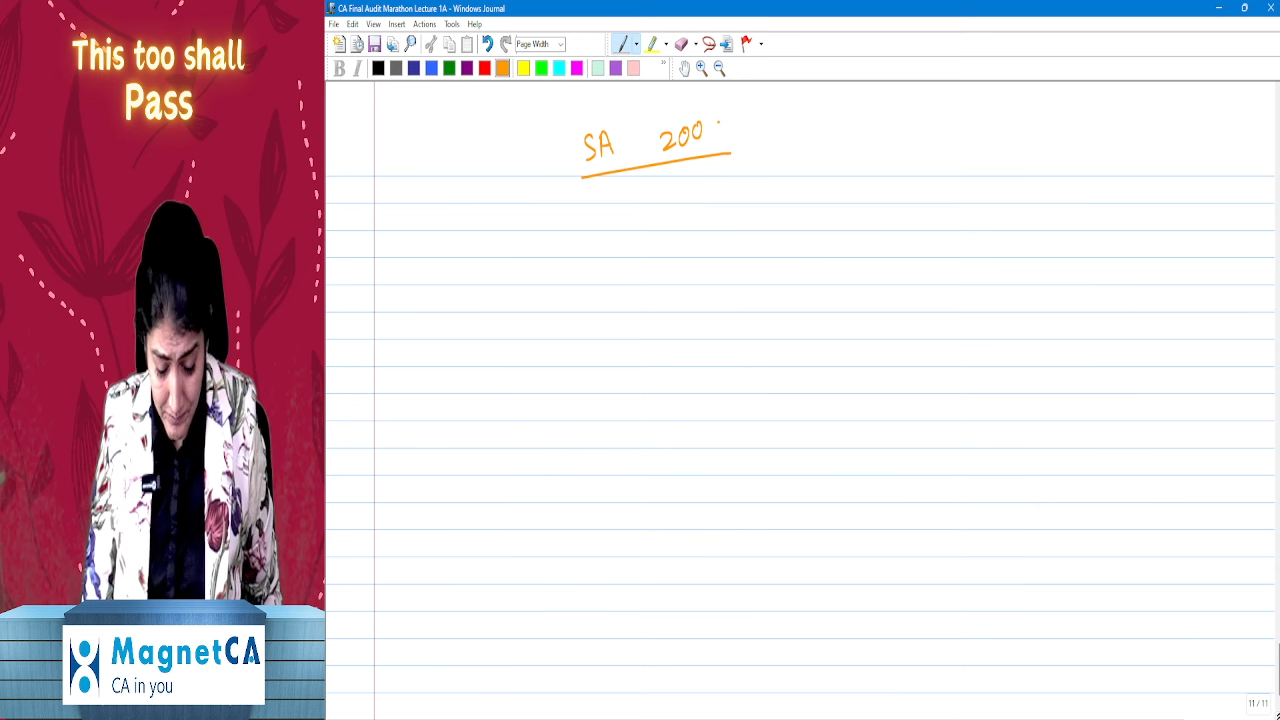 This too shall
Pass
CA Final Audit Marathon Lecture 1A - Windows Journal
File Edit View Insert Actions Tools Help
Page Width
B I
SA 200
MagnetCA
CA in you
11 / 11